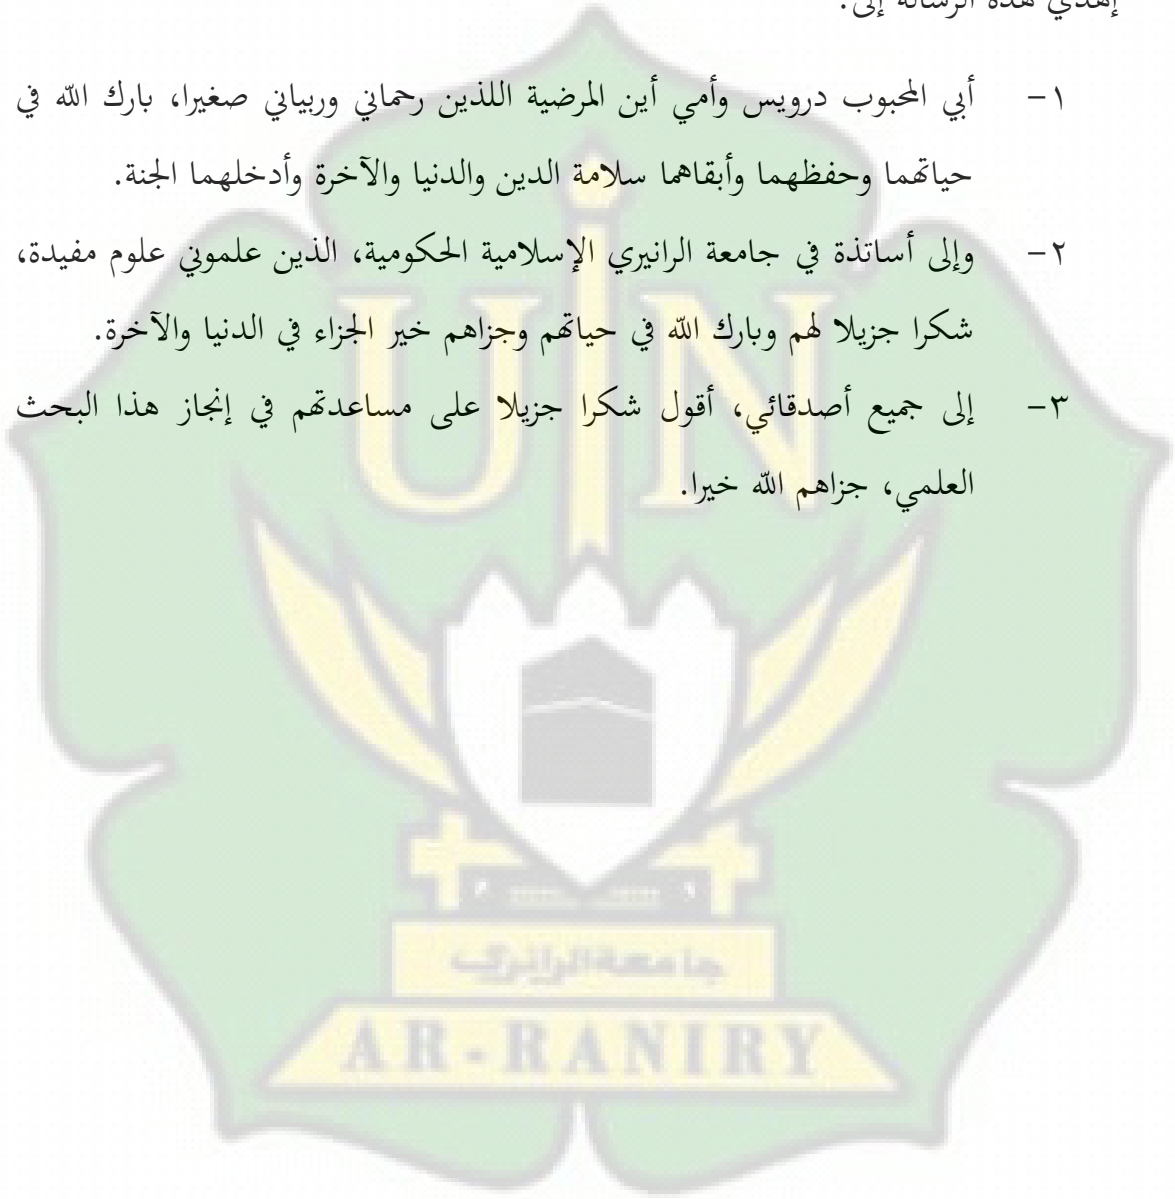 إهدي هذه الرسالة إلى:
١- أبي المحبوب درويس وأمي أين المرضية اللذين رحماني وربياني صغيرا، بارك الله في
حياتهما وحفظهما وأبقاهما سلامة الدين والدنيا والآخرة وأدخلهما الجنة.
٢- وإلى أساتذة في جامعة الرانيري الإسلامية الحكومية، الذين علموني علوم مفيدة،
شكرا جزيلا لهم وبارك الله في حياتهم وجزاهم خير الجزاء في الدنيا والآخرة.
٣- إلى جميع أصدقائي، أقول شكرا جزيلا على مساعدتهم في إنجاز هذا البحث
العلمي، جزاهم الله خيرا.
UIN
جامعة الرانري
AR-RANIRY